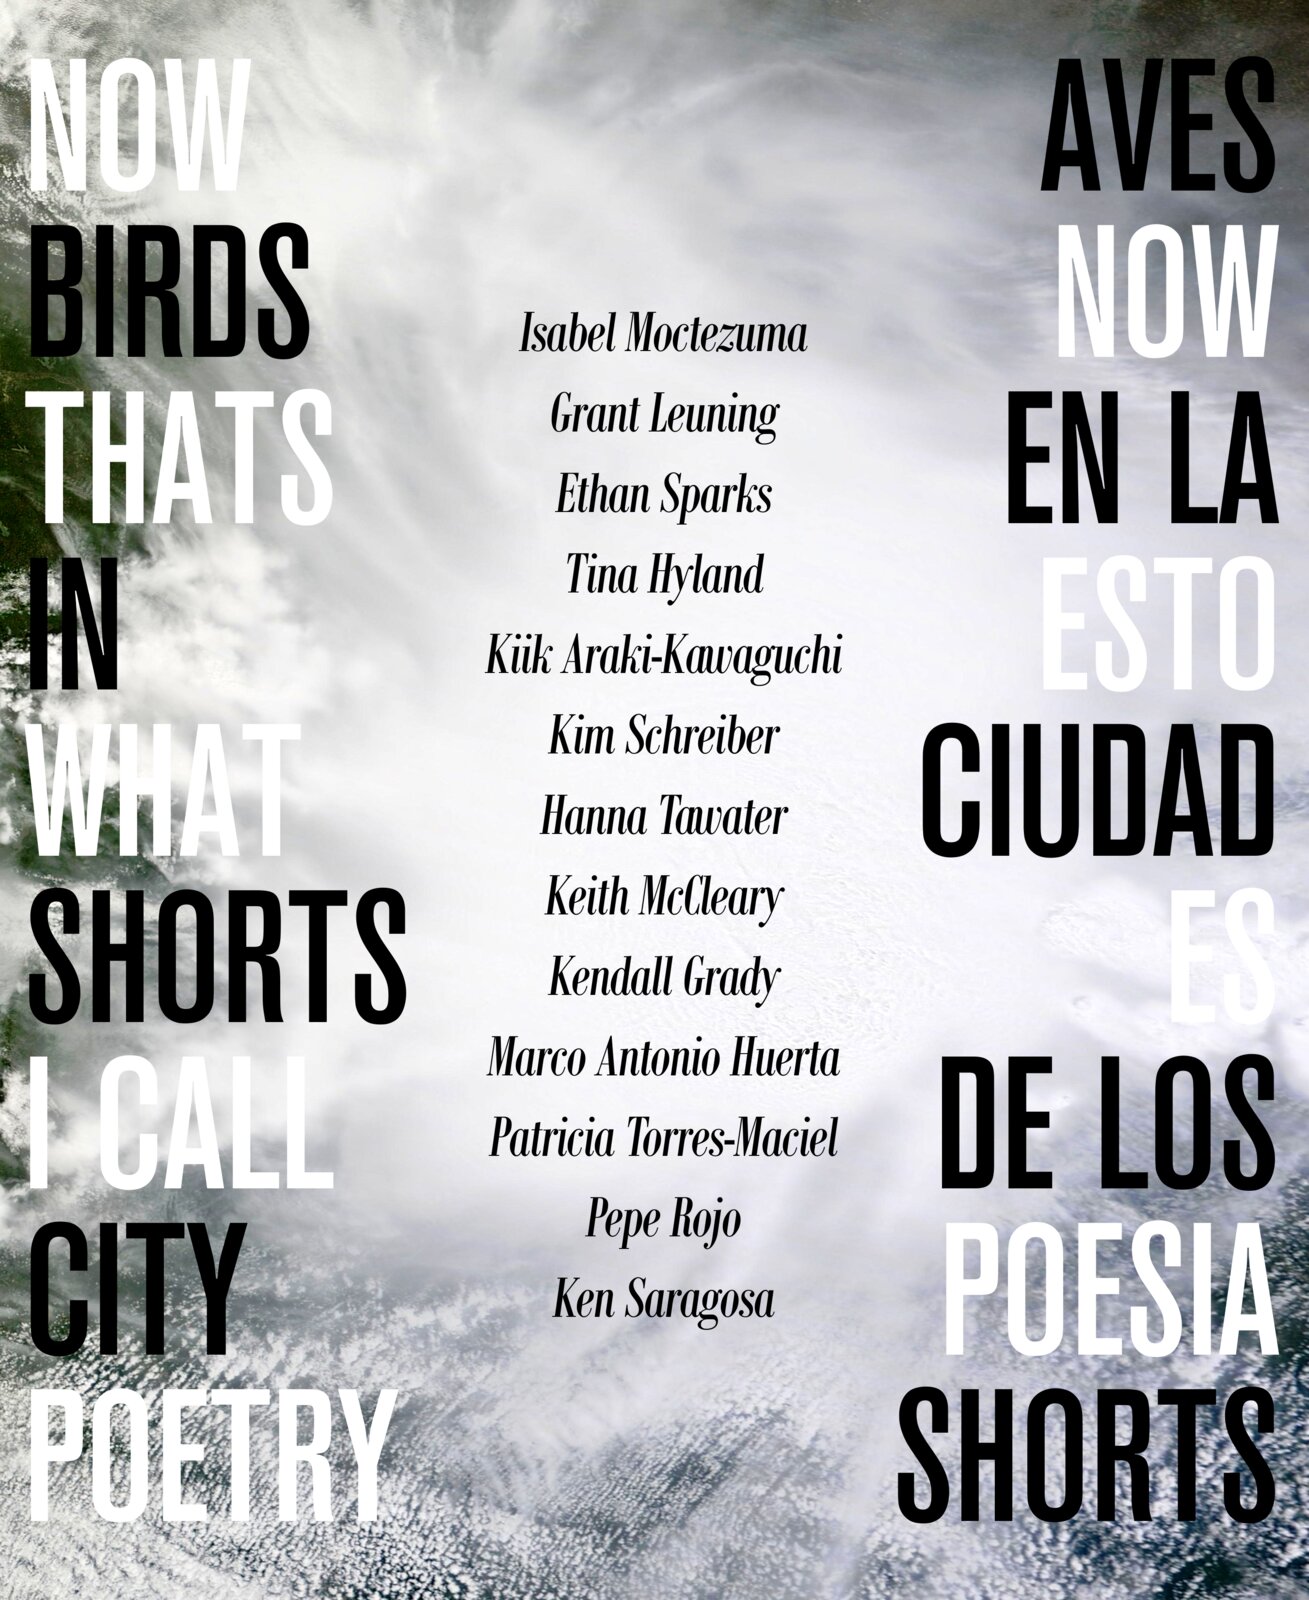 NOW
BIRDS
THATS
IN
WHAT
SHORTS
I CALL
CITY
POETRY
Isabel Moctezuma
Grant Leuning
Ethan Sparks
Tina Hyland
Kiik Araki-Kawaguchi
Kim Schreiber
Hanna Tawater
Keith McCleary
Kendall Grady
Marco Antonio Huerta
Patricia Torres-Maciel
Pepe Rojo
Ken Saragosa
AVES
NOW
EN LA
ESTO
CIUDAD
ES
DE LOS
POESIA
SHORTS